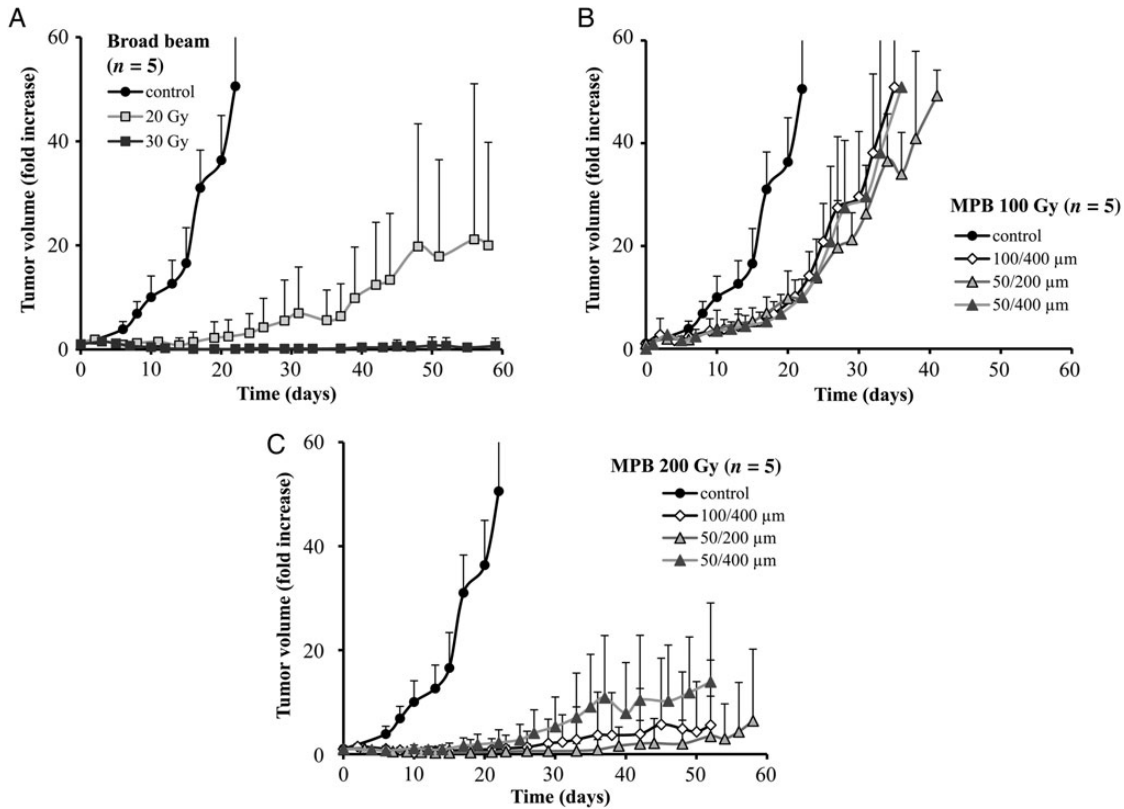 A
Tumor volume (fold increase)
60
40
20
0
Broad beam
(n = 5)
control
20 Gy
30 Gy
0 10 20 30 40 50 60
Time (days)
B
Tumor volume (fold increase)
60
40
20
0
MPB 100 Gy (n = 5)
control
100/400 µm
50/200 µm
50/400 µm
0 10 20 30 40 50 60
Time (days)
C
Tumor volume (fold increase)
60
40
20
0
MPB 200 Gy (n = 5)
control
100/400 µm
50/200 µm
50/400 µm
0 10 20 30 40 50 60
Time (days)